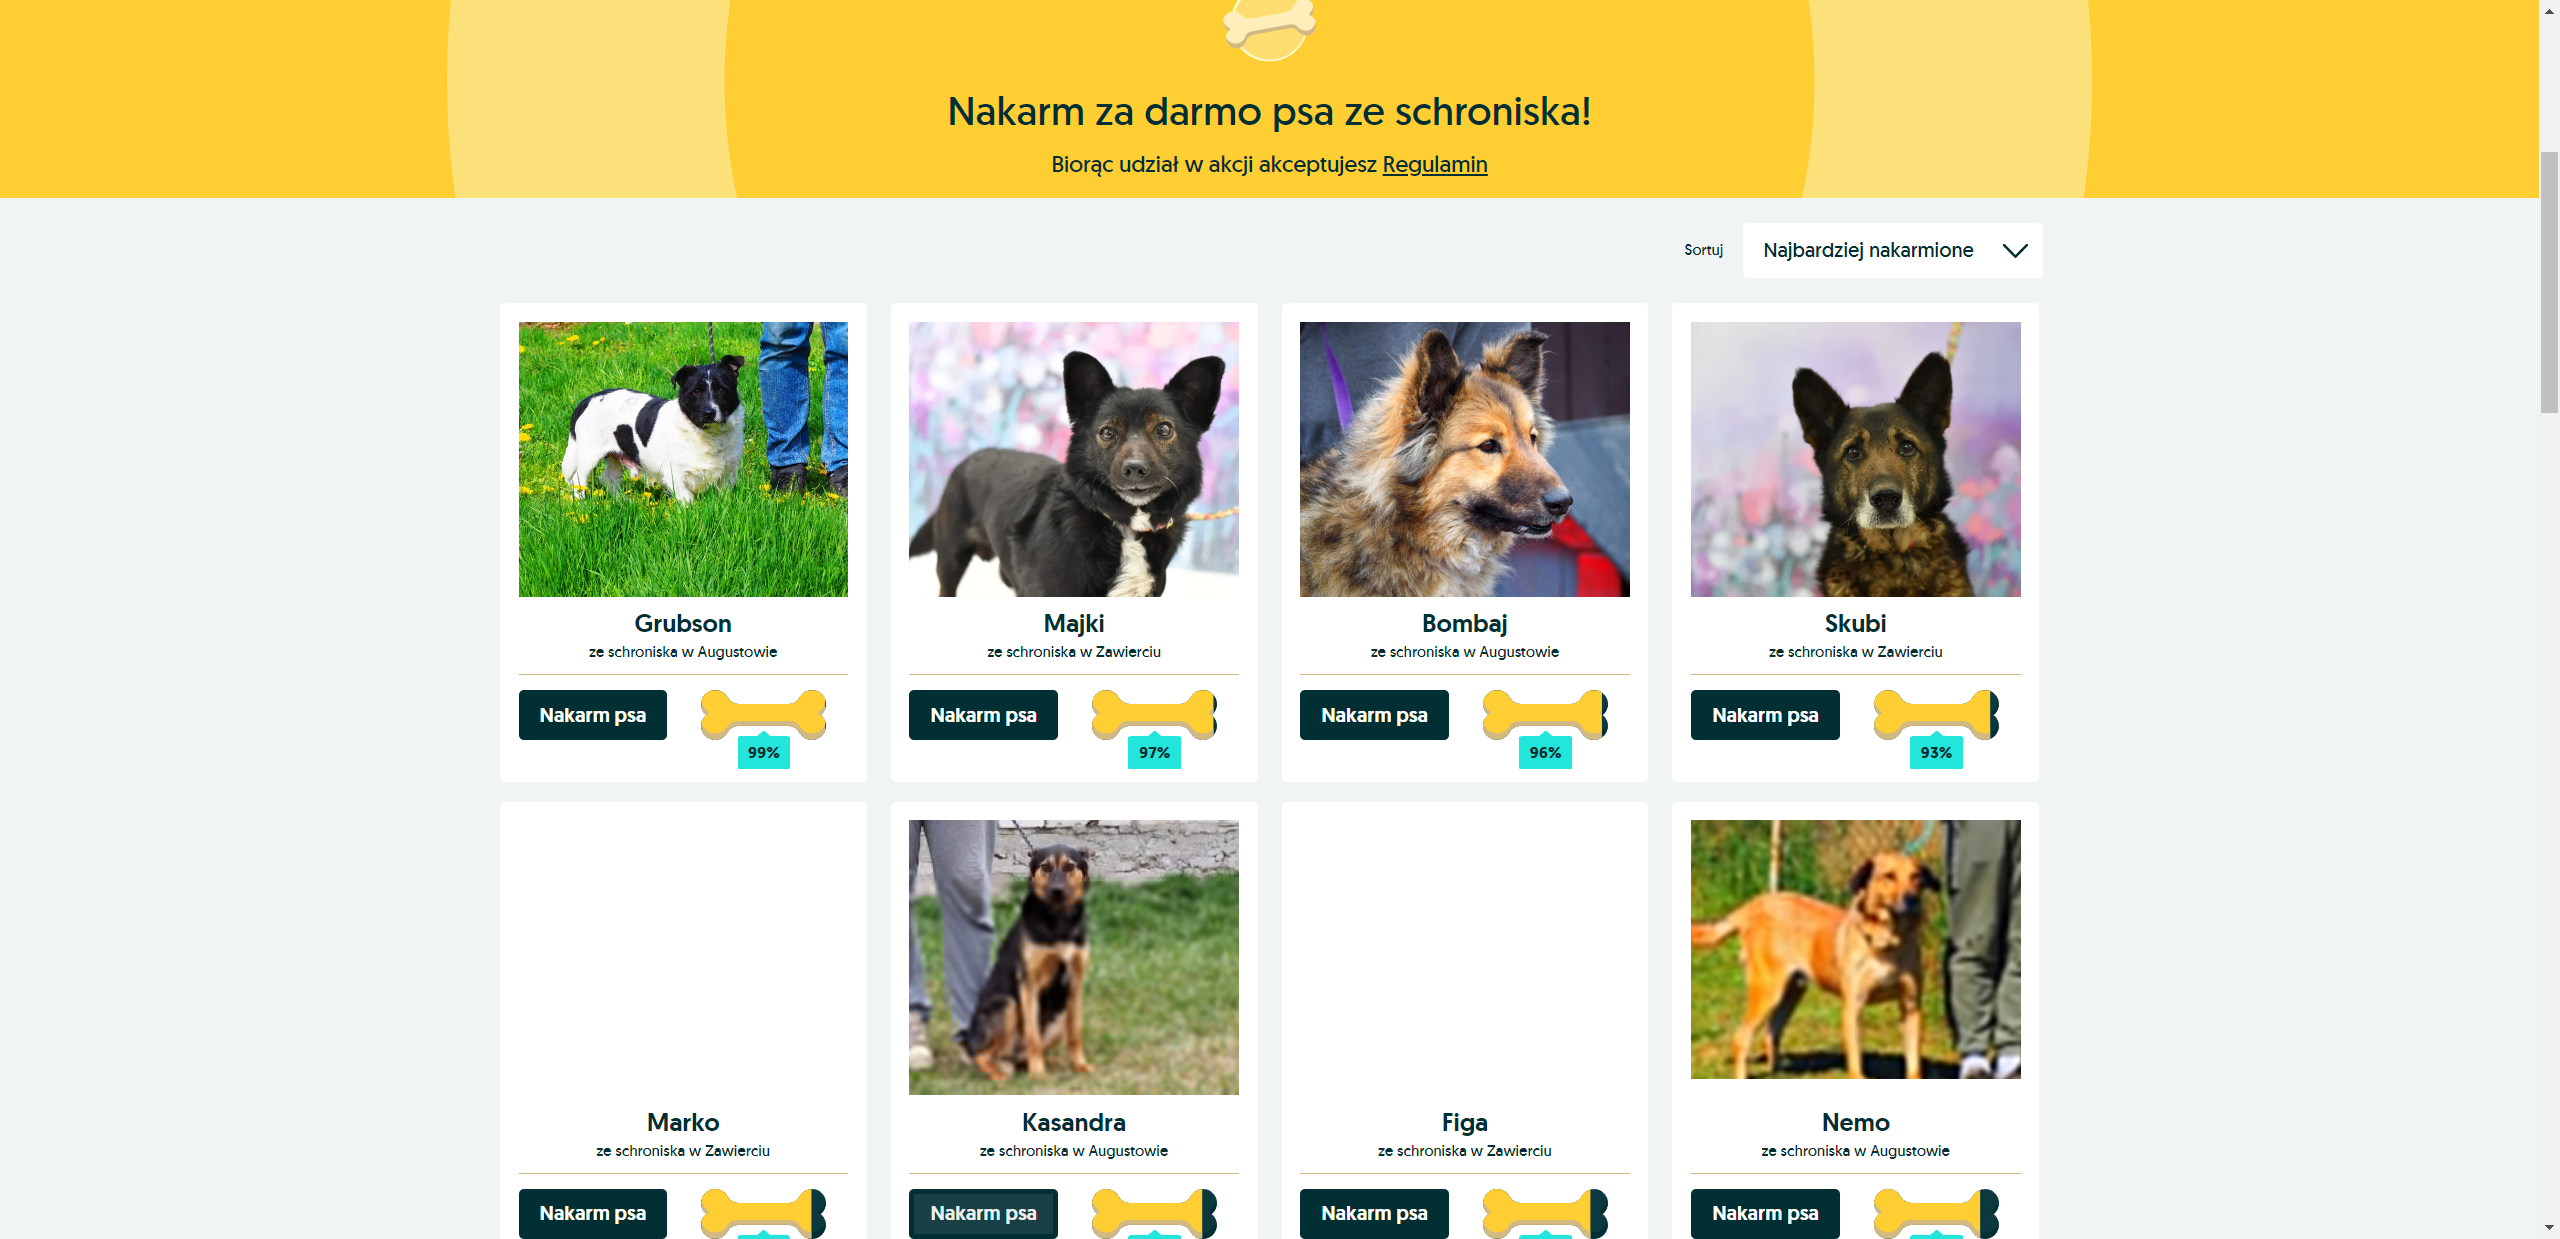 Nakarm za darmo psa ze schroniska!
Biorąc udział w akcji akceptujesz Regulamin
Sortuj
Najbardziej nakarmione
Grubson
ze schroniska w Augustowie
Nakarm psa
99%
Majki
ze schroniska w Zawierciu
Nakarm psa
97%
Bombaj
ze schroniska w Augustowie
Nakarm psa
96%
Skubi
ze schroniska w Zawierciu
Nakarm psa
93%
Marko
ze schroniska w Zawierciu
Nakarm psa
Kasandra
ze schroniska w Augustowie
Nakarm psa
Figa
ze schroniska w Zawierciu
Nakarm psa
Nemo
ze schroniska w Augustowie
Nakarm psa